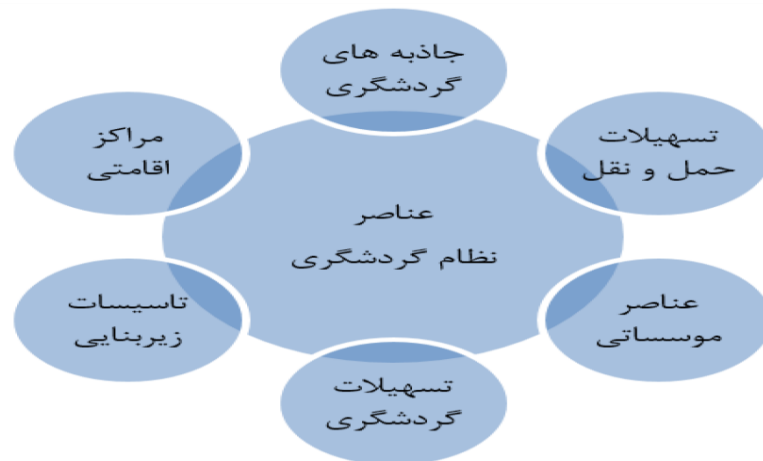 جاذبه های
گردشگری
تسهیلات
حمل و نقل
عناصر
موسساتی
تسهیلات
گردشگری
تاسیسات
زیربنایی
مراکز
اقامتی
عناصر
نظام گردشگری